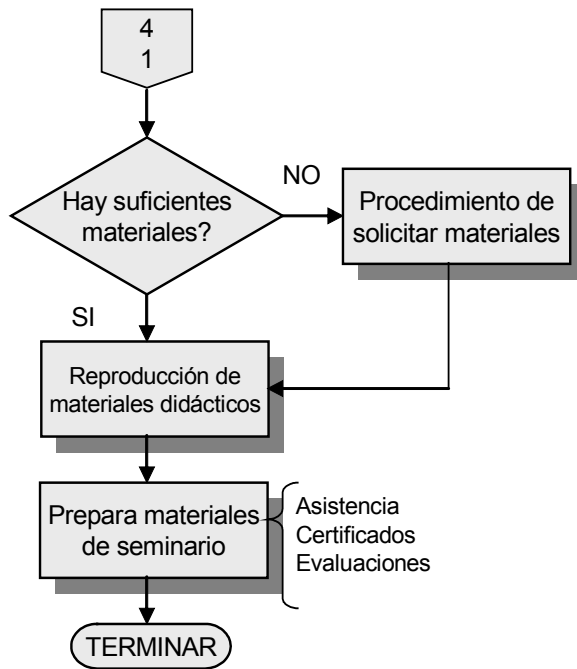 4
1
Hay suficientes
materiales?
NO
Procedimiento de
solicitar materiales
SI
Reproducción de
materiales didácticos
Prepara materiales
de seminario
Asistencia
Certificados
Evaluaciones
TERMINAR